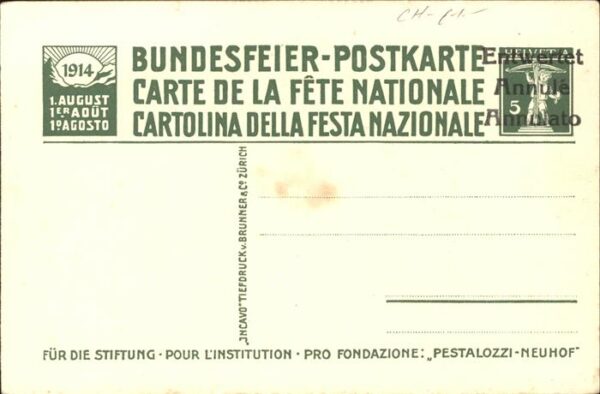 CH-
1914
1. AUGUST
1ER AOÛT
1º AGOSTO
BUNDESFEIER-POSTKARTE
CARTE DE LA FÊTE NATIONALE
CARTOLINA DELLA FESTA NAZIONALE
HELVETIA
5
Entwertet
Annulé
Annullato
„INCAVO" TIEFDRUCK v. BRUNNER & Cº ZÜRICH
FÜR DIE STIFTUNG · POUR L'INSTITUTION · PRO FONDAZIONE: „PESTALOZZI-NEUHOF"